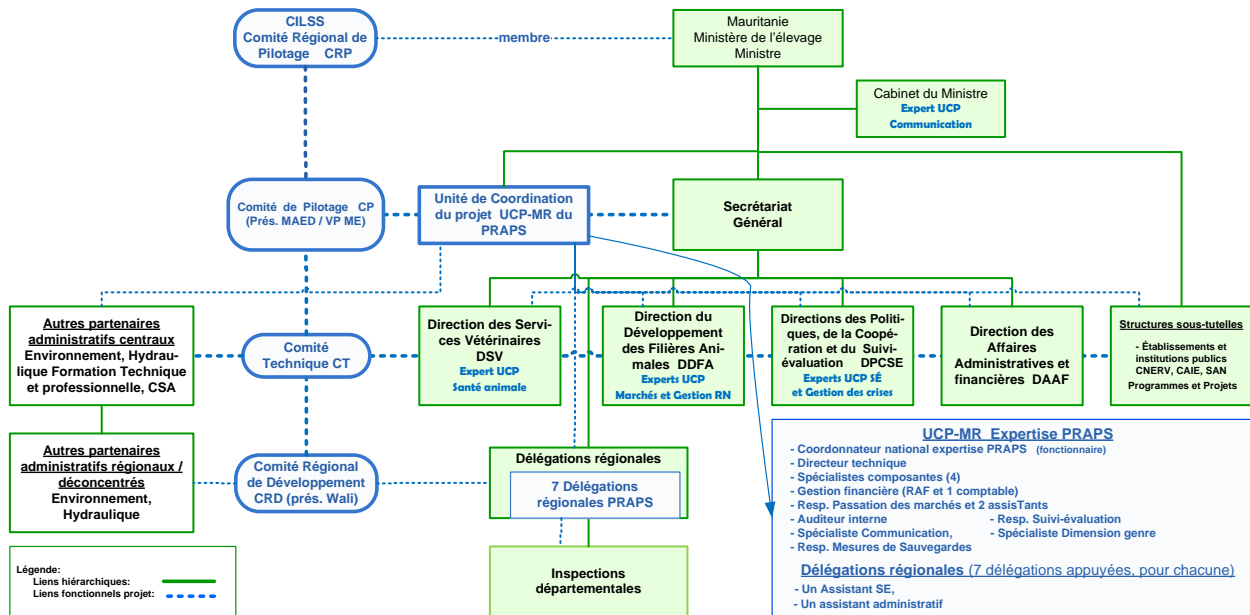 CILSS
Comité Régional de
Pilotage CRP
membre
Mauritanie
Ministère de l'élevage
Ministre
Cabinet du Ministre
Expert UCP
Communication
Comité de Pilotage CP
(Prés. MAED / VP ME)
Unité de Coordination
du projet UCP-MR du
PRAPS
Secrétariat
Général
Autres partenaires
administratifs centraux
Environnement, Hydrau-
lique Formation Technique
et professionnelle, CSA
Comité
Technique CT
Direction des Servi-
ces Vétérinaires
DSV
Expert UCP
Santé animale
Direction du
Développement
des Filières Ani-
males DDFA
Experts UCP
Marchés et Gestion RN
Directions des Politi-
ques, de la Coopé-
ration et du Suivi-
évaluation DPCSE
Experts UCP SÉ
et Gestion des crises
Direction des
Affaires
Administratives et
financières DAAF
Structures sous-tutelles
- Établissements et
institutions publics
CNERV, CAIE, SAN
Programmes et Projets
Autres partenaires
administratifs régionaux /
déconcentrés
Environnement,
Hydraulique
Comité Régional
de Développement
CRD (prés. Wali)
Délégations régionales
7 Délégations
régionales PRAPS
Inspections
départementales
UCP-MR Expertise PRAPS
- Coordonnateur national expertise PRAPS (fonctionnaire)
- Directeur technique
- Spécialistes composantes (4)
- Gestion financière (RAF et 1 comptable)
- Resp. Passation des marchés et 2 assisTants
- Auditeur interne - Resp. Suivi-évaluation
- Spécialiste Communication, - Spécialiste Dimension genre
- Resp. Mesures de Sauvegardes
Délégations régionales (7 délégations appuyées, pour chacune)
- Un Assistant SE,
- Un assistant administratif
Légende:
Liens hiérarchiques:
Liens fonctionnels projet: